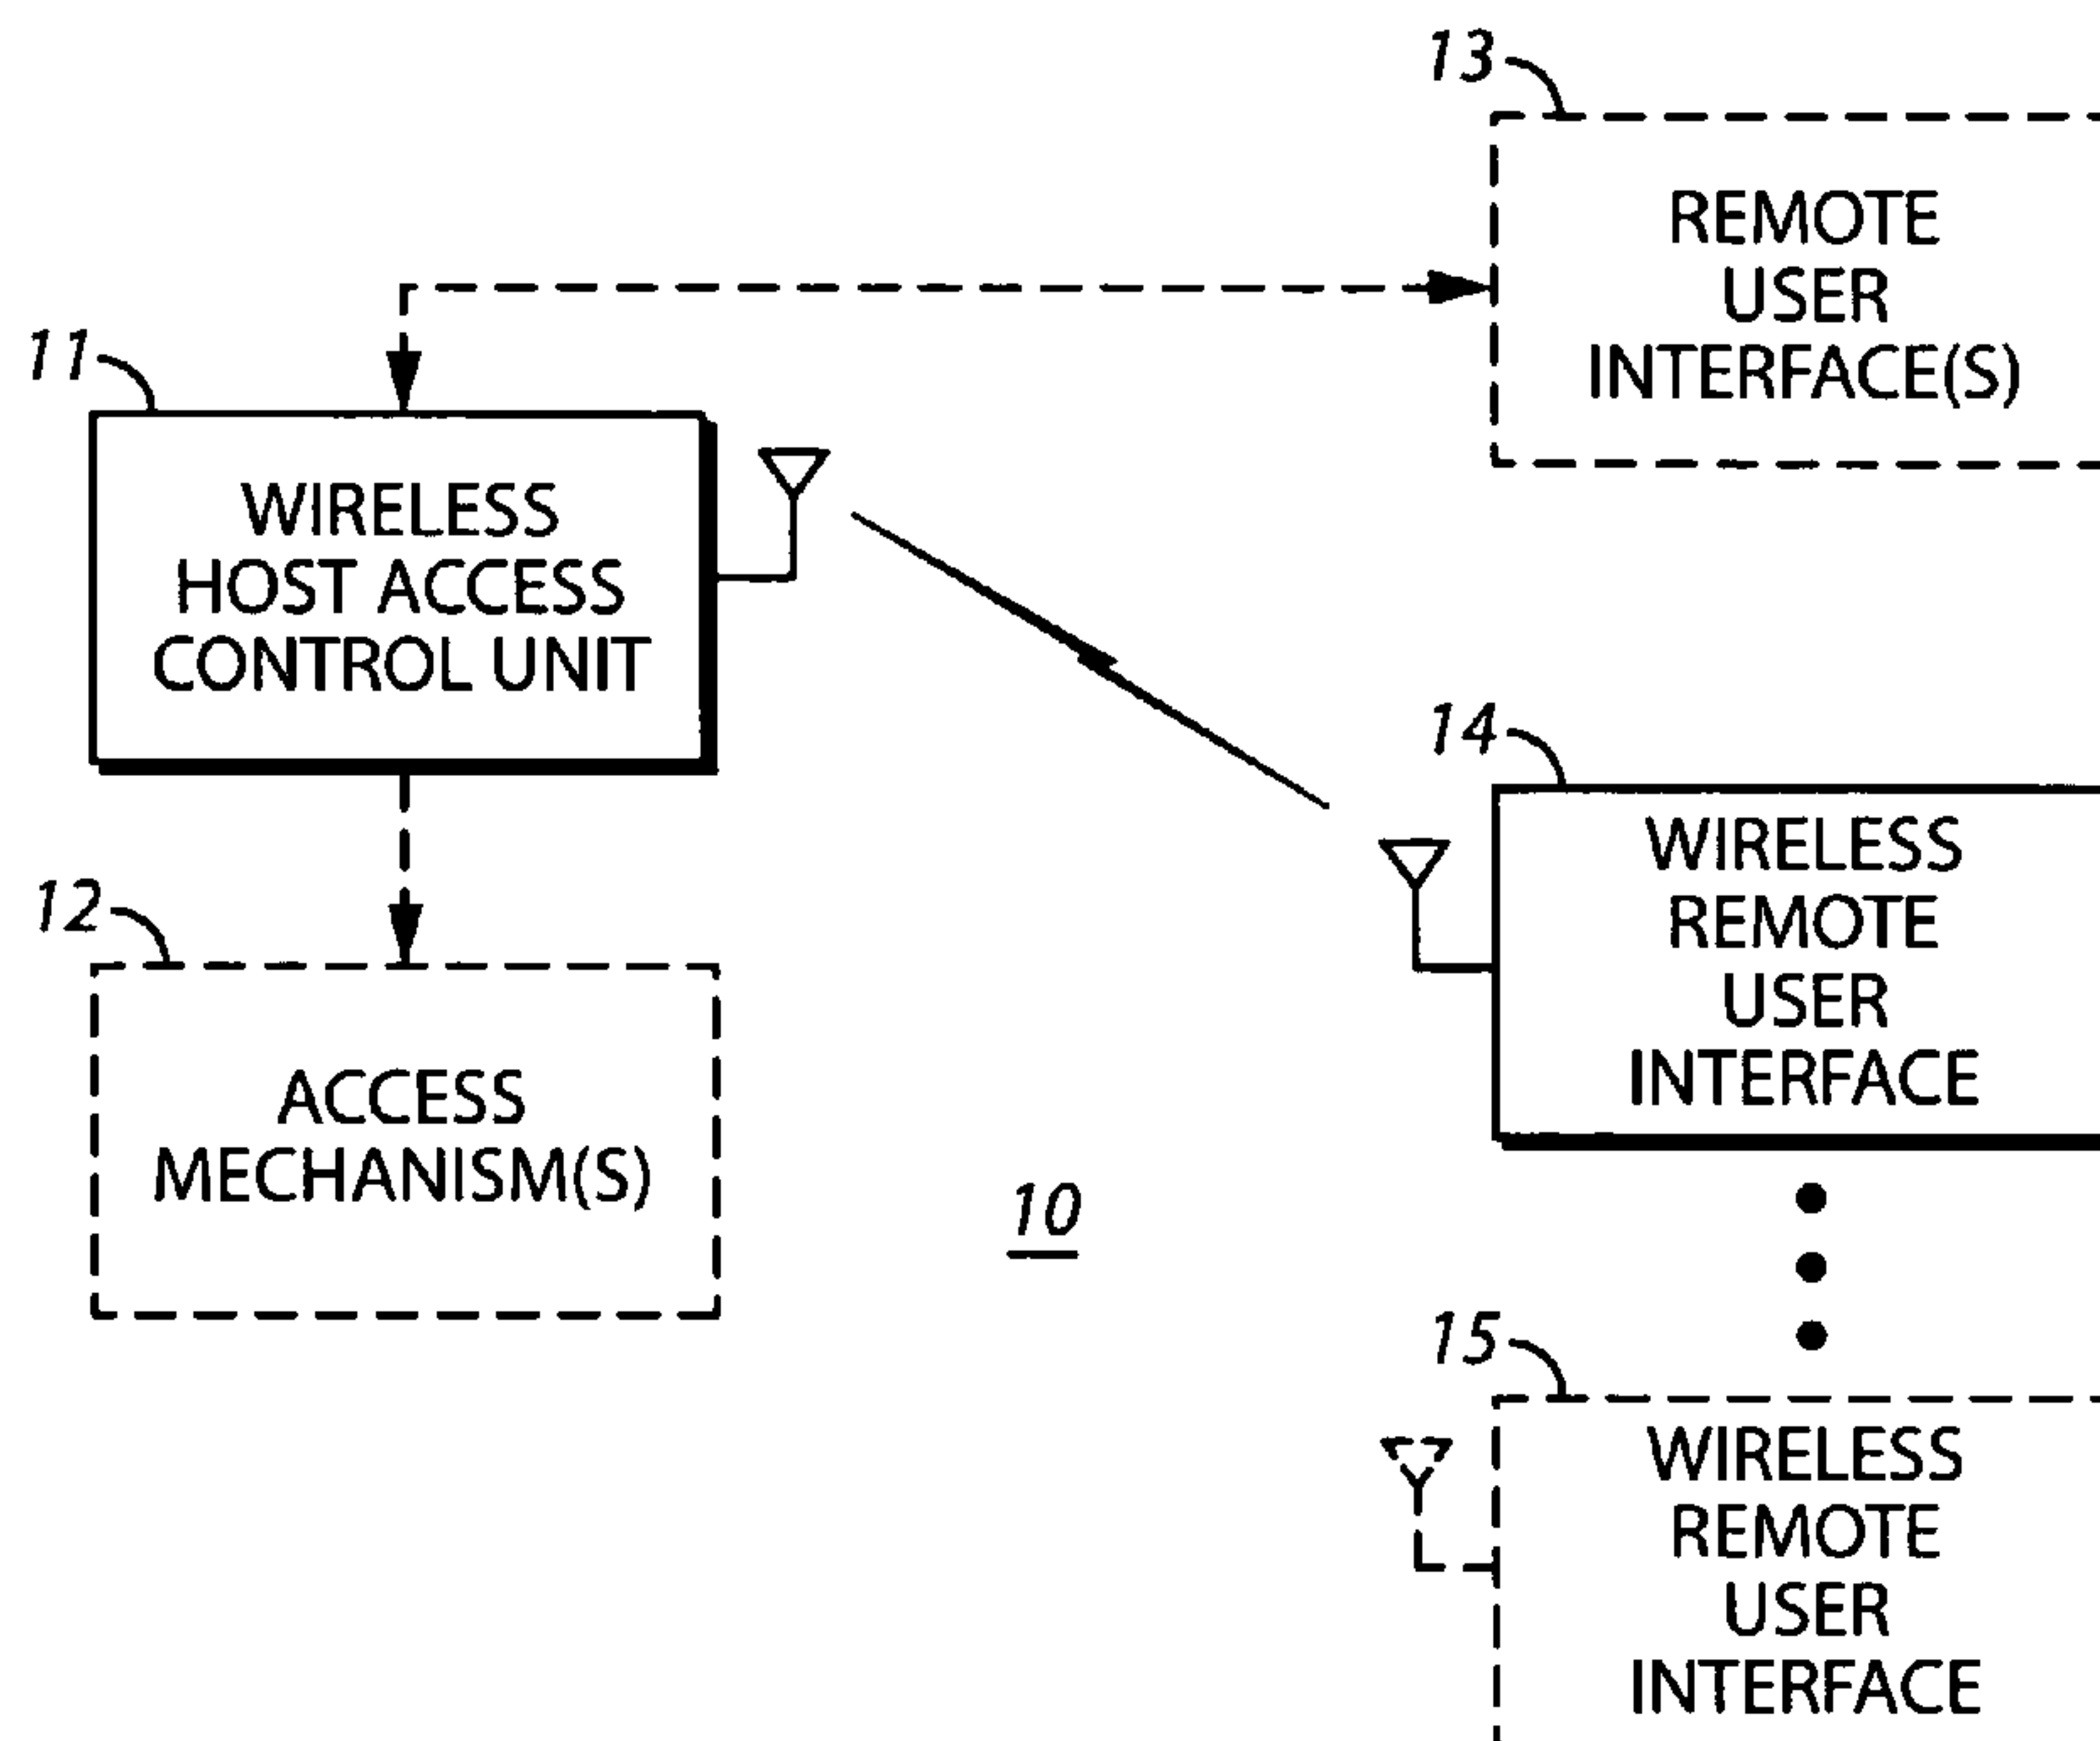 13
REMOTE
USER
INTERFACE(S)
11
WIRELESS
HOST ACCESS
CONTROL UNIT
14
WIRELESS
REMOTE
USER
INTERFACE
12
ACCESS
MECHANISM(S)
10
15
WIRELESS
REMOTE
USER
INTERFACE